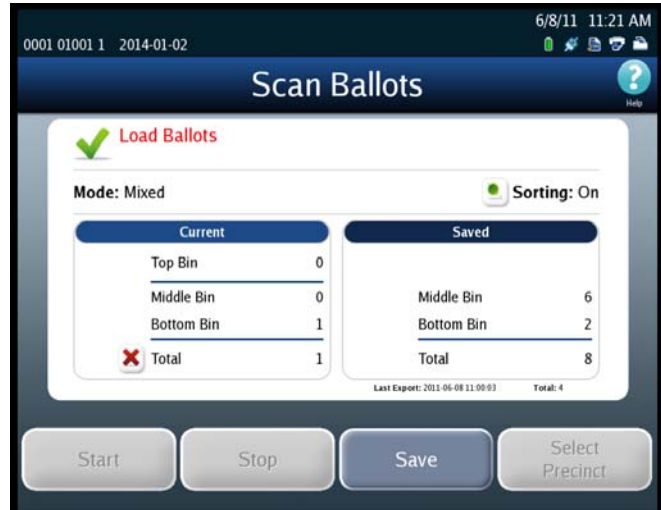 6/8/11 11:21 AM
0001 01001 1 2014-01-02
Scan Ballots
Help
Load Ballots
Mode: Mixed
Sorting: On
Current
Top Bin 0
Middle Bin 0
Bottom Bin 1
Total 1
Saved
Middle Bin 6
Bottom Bin 2
Total 8
Last Export: 2011-06-08 11:00:03 Total: 4
Start
Stop
Save
Select
Precinct